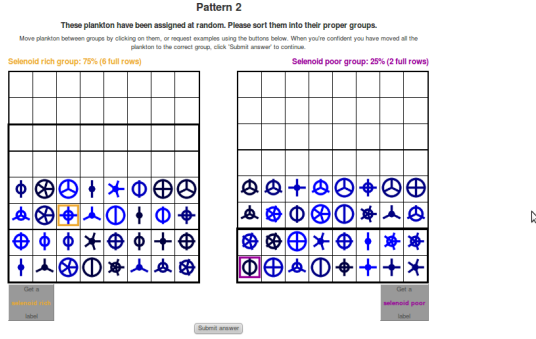 Pattern 2
These plankton have been assigned at random. Please sort them into their proper groups.
Move plankton between groups by clicking on them, or request examples using the buttons below. When you're confident you have moved all the
plankton to the correct group, click 'Submit answer' to continue.
Selenoid rich group: 75% (6 full rows)
Selenoid poor group: 25% (2 full rows)
Get a
selenoid rich
label
Get a
selenoid poor
label
Submit answer